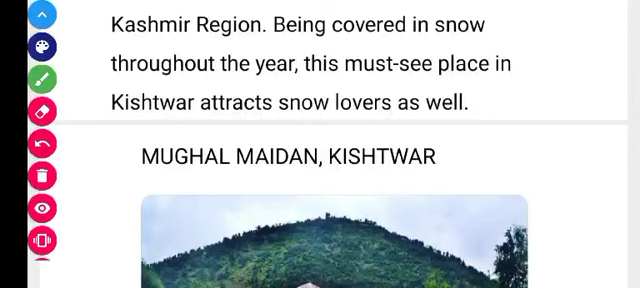 Kashmir Region. Being covered in snow
throughout the year, this must-see place in
Kishtwar attracts snow lovers as well.
MUGHAL MAIDAN, KISHTWAR